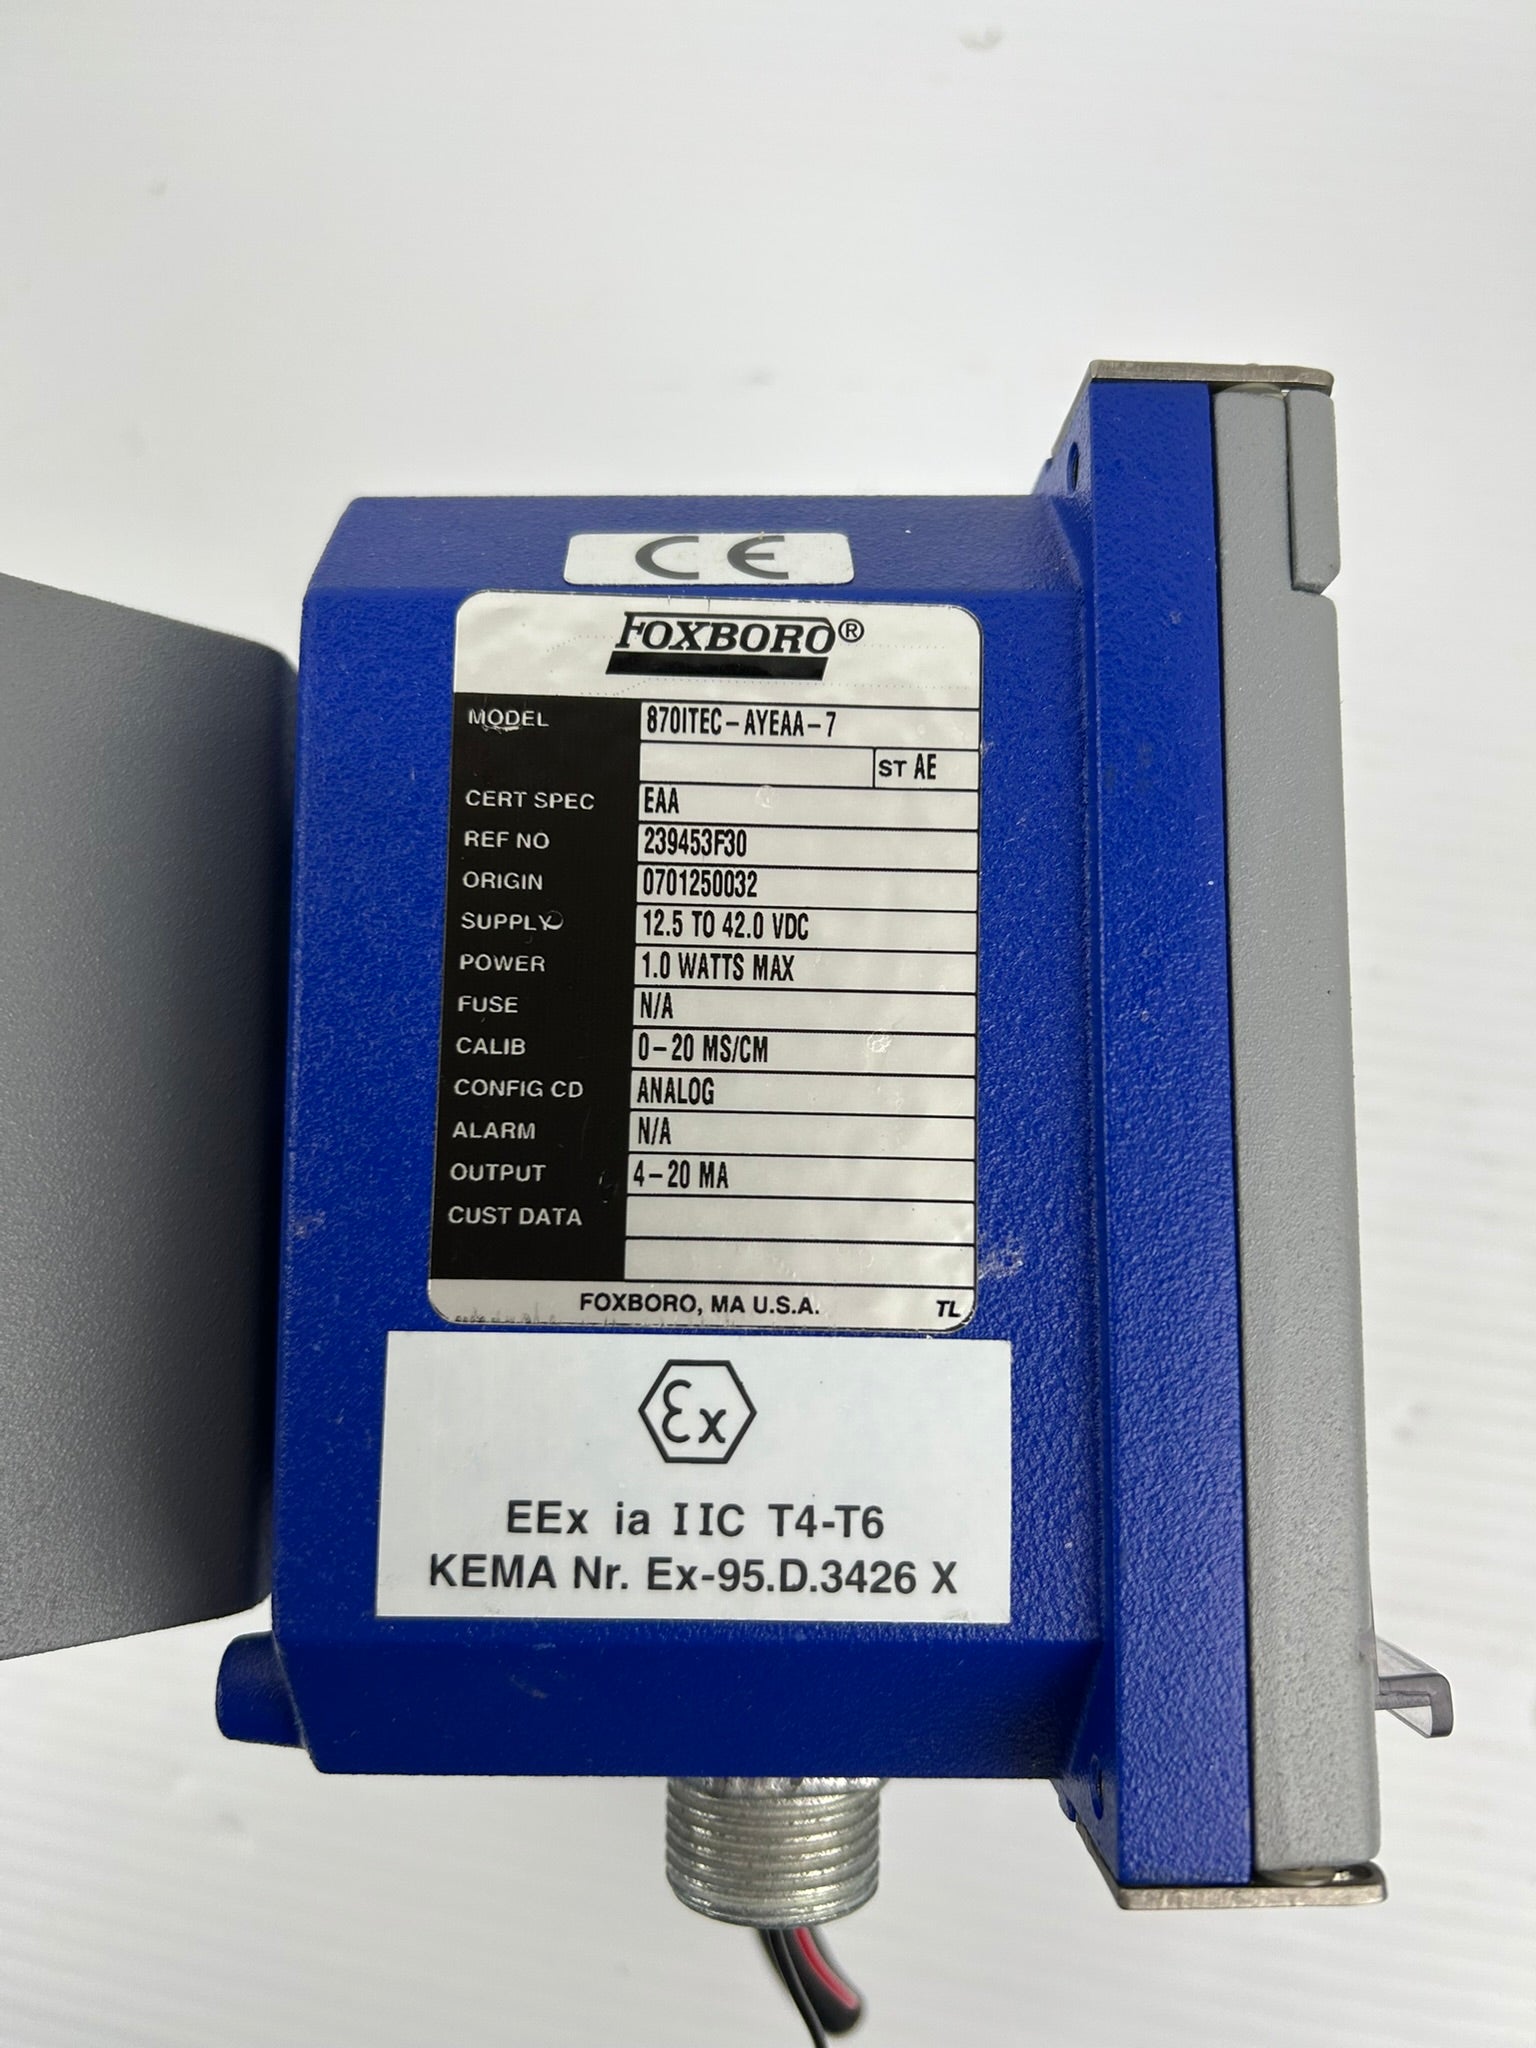 CE
FOXBORO®
MODEL 870ITEC-AYEAA-7
ST AE
CERT SPEC EAA
REF NO 239453F30
ORIGIN 0701250032
SUPPLY 12.5 TO 42.0 VDC
POWER 1.0 WATTS MAX
FUSE N/A
CALIB 0-20 MS/CM
CONFIG CD ANALOG
ALARM N/A
OUTPUT 4-20 MA
CUST DATA
FOXBORO, MA U.S.A. TL
Ex
EEx ia IIC T4-T6
KEMA Nr. Ex-95.D.3426 X